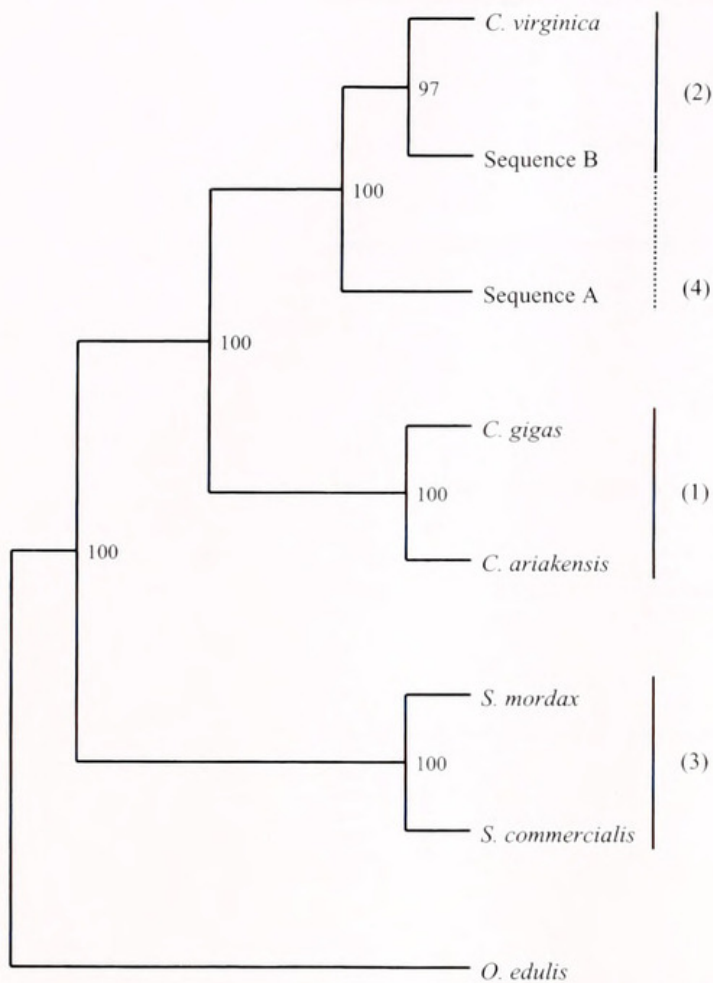 C. virginica
97
(2)
Sequence B
100
Sequence A
(4)
100
C. gigas
100
(1)
C. ariakensis
100
S. mordax
100
(3)
S. commercialis
O. edulis